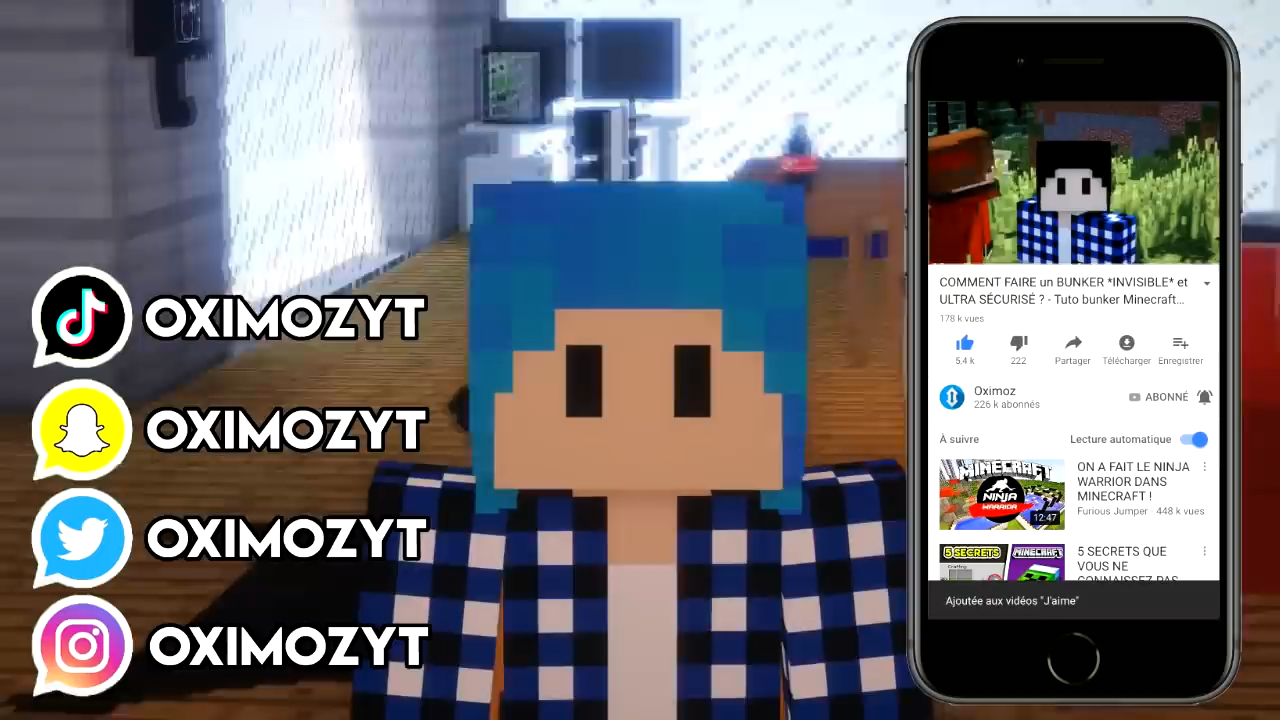 OXIMOZYT
OXIMOZYT
OXIMOZYT
OXIMOZYT
COMMENT FAIRE un BUNKER *INVISIBLE* et
ULTRA SÉCURISÉ ? - Tuto bunker Minecraft...
178 k vues
5,4 k
222
Partager
Télécharger
Enregistrer
Oximoz
226 k abonnés
ABONNÉ
À suivre
Lecture automatique
MINECRAFT
NINJA
WARRIOR
12:47
ON A FAIT LE NINJA
WARRIOR DANS
MINECRAFT !
Furious Jumper 448 k vues
5 SECRETS
MINECRAFT
Crafting
5 SECRETS QUE
VOUS NE
CONNAISSEZ PAS
Ajoutée aux vidéos "J'aime"